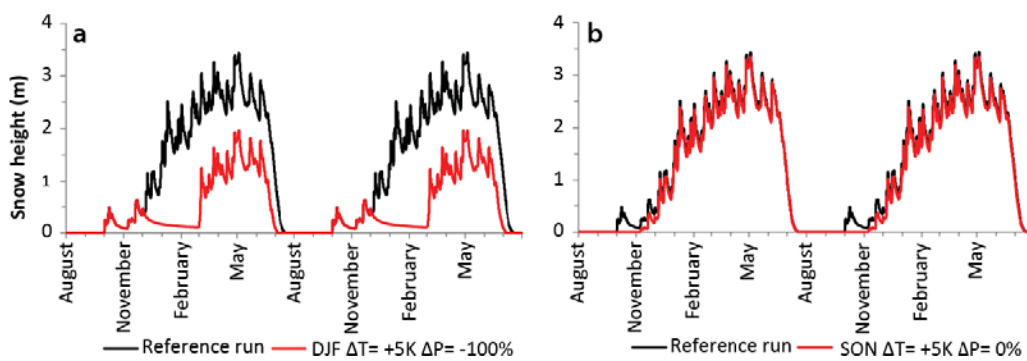 a
Snow height (m)
4
3
2
1
0
August
November
February
May
August
November
February
May
Reference run
DJF ΔT= +5K ΔP= -100%
b
4
3
2
1
0
August
November
February
May
August
November
February
May
Reference run
SON ΔT= +5K ΔP= 0%